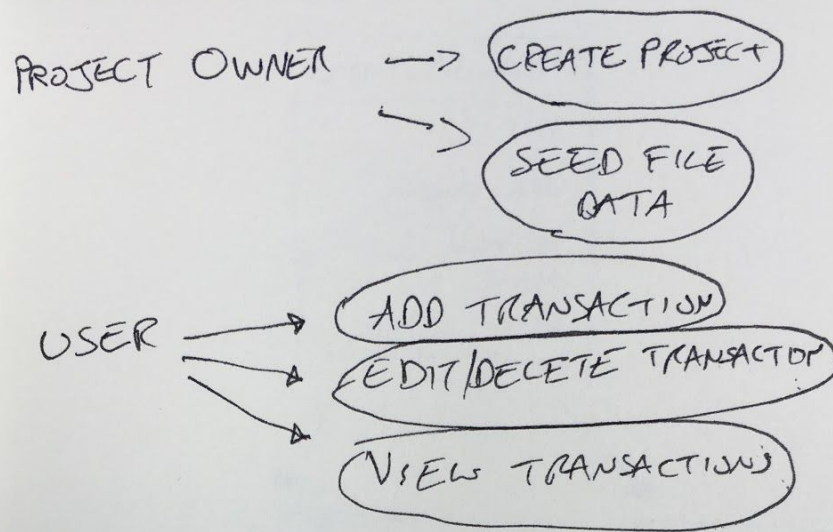 PROJECT OWNER
CREATE PROJECT
SEED FILE
DATA
USER
ADD TRANSACTION
EDIT/DELETE TRANSACTION
VIEW TRANSACTIONS